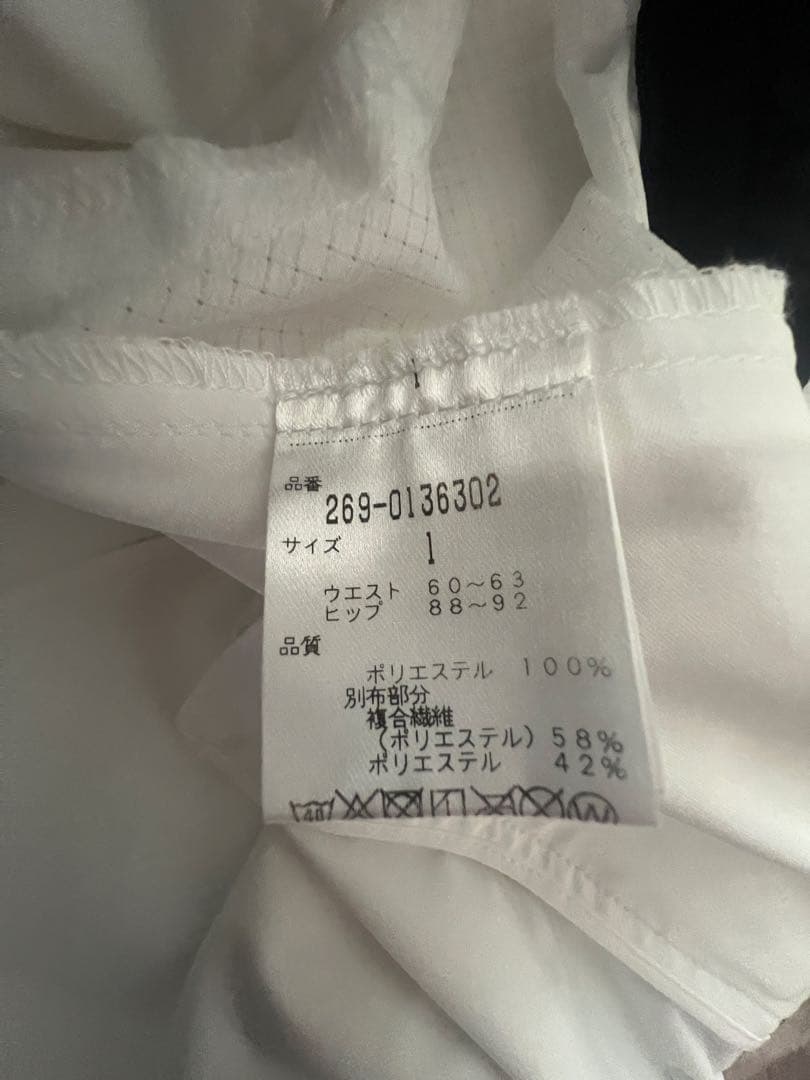 品番
269-0136302
サイズ 1
ウエスト 60~63
ヒップ 88~92
品質
ポリエステル 100%
別布部分
複合繊維
(ポリエステル) 58%
ポリエステル 42%
40
W